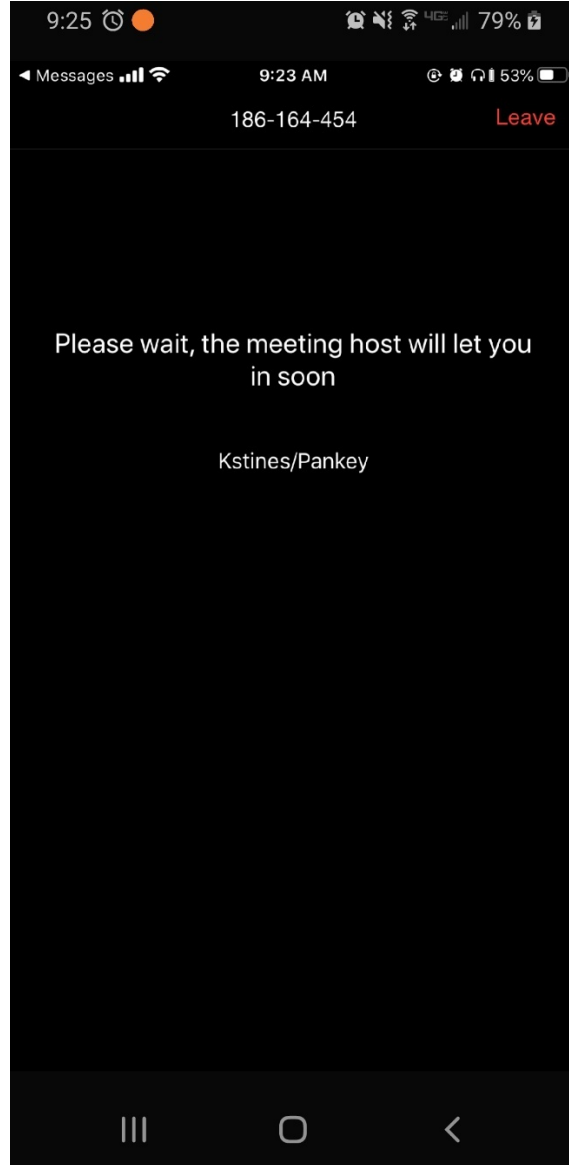 9:25 4GE 79%
Messages 9:23 AM 53%
186-164-454 Leave
Please wait, the meeting host will let you
in soon
Kstines/Pankey